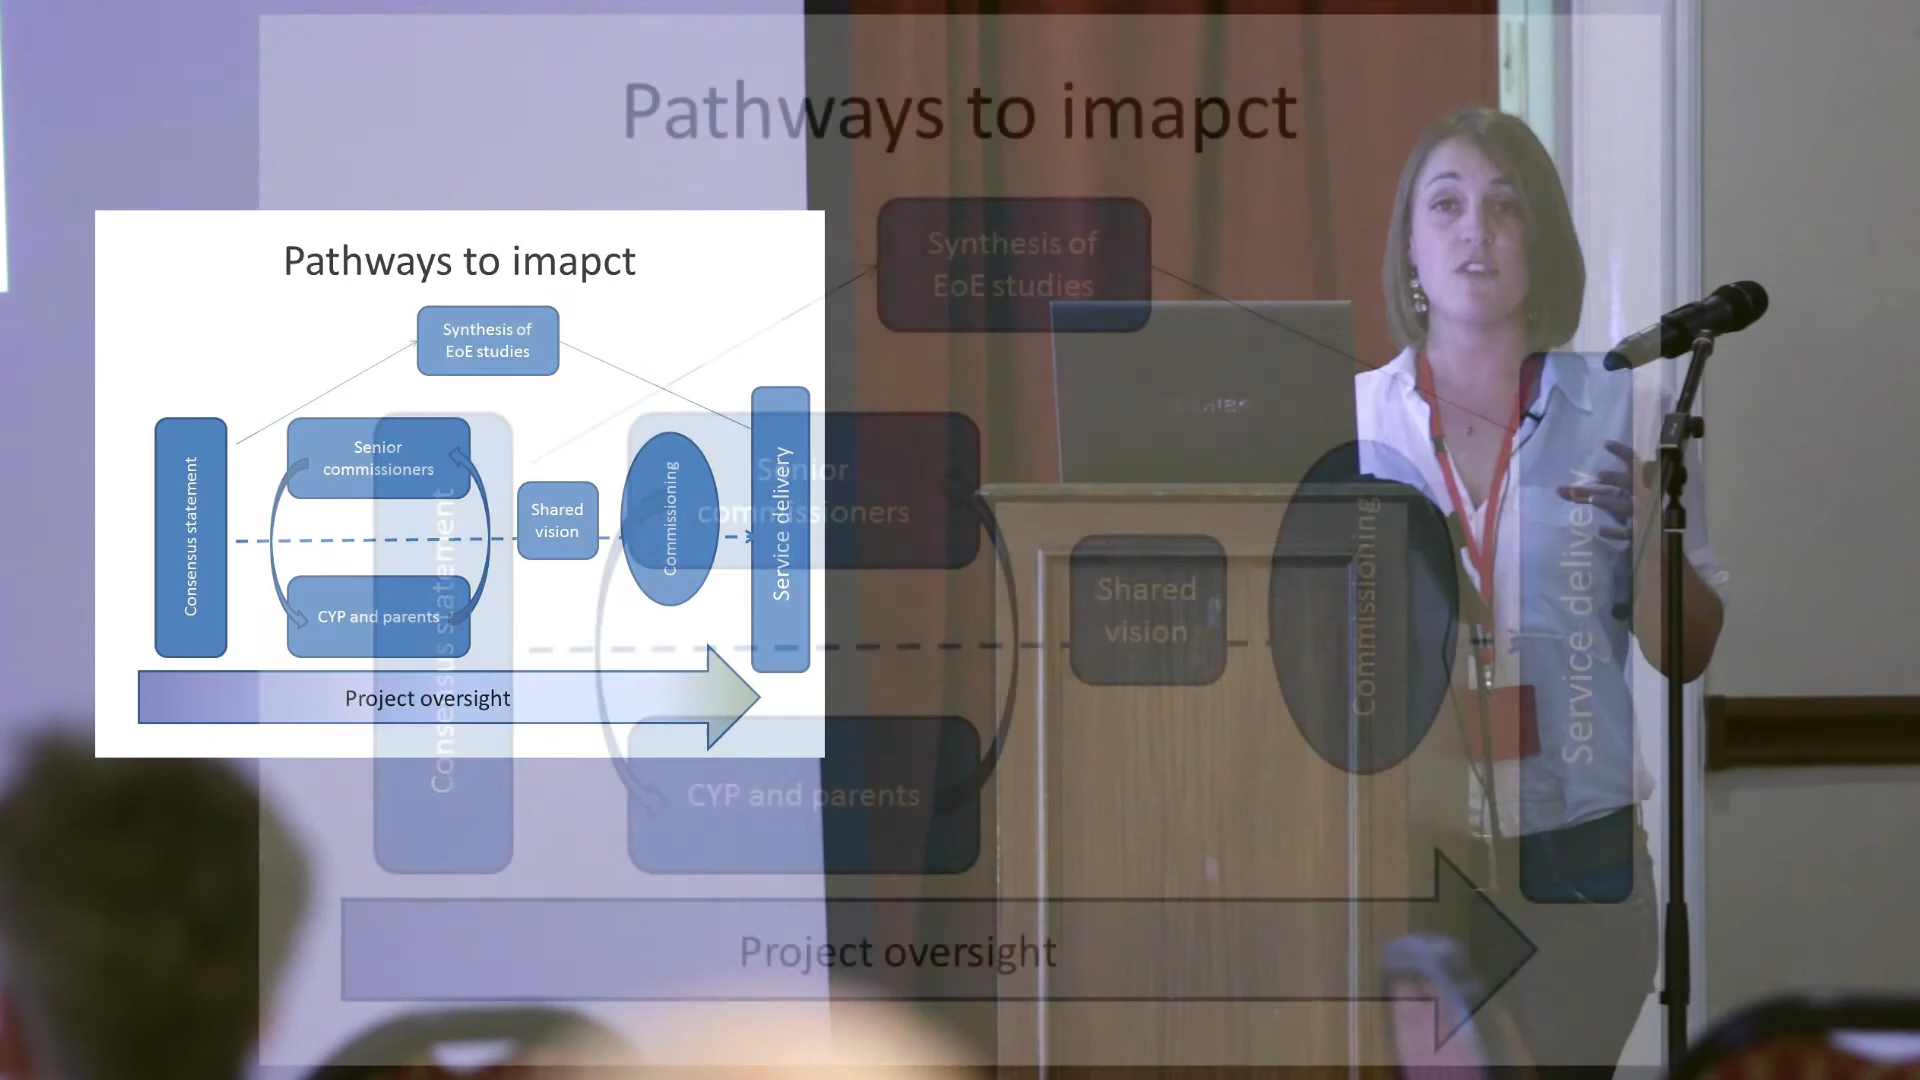 Pathways to imapct
Synthesis of
EoE studies
Consensus statement
Senior
commissioners
CYP and parents
Shared
vision
Commissioning
Service delivery
Project oversight
Pathways to imapct
Synthesis of
EoE studies
Consensus statement
Senior
commissioners
CYP and parents
Shared
vision
Commissioning
Service delivery
Project oversight